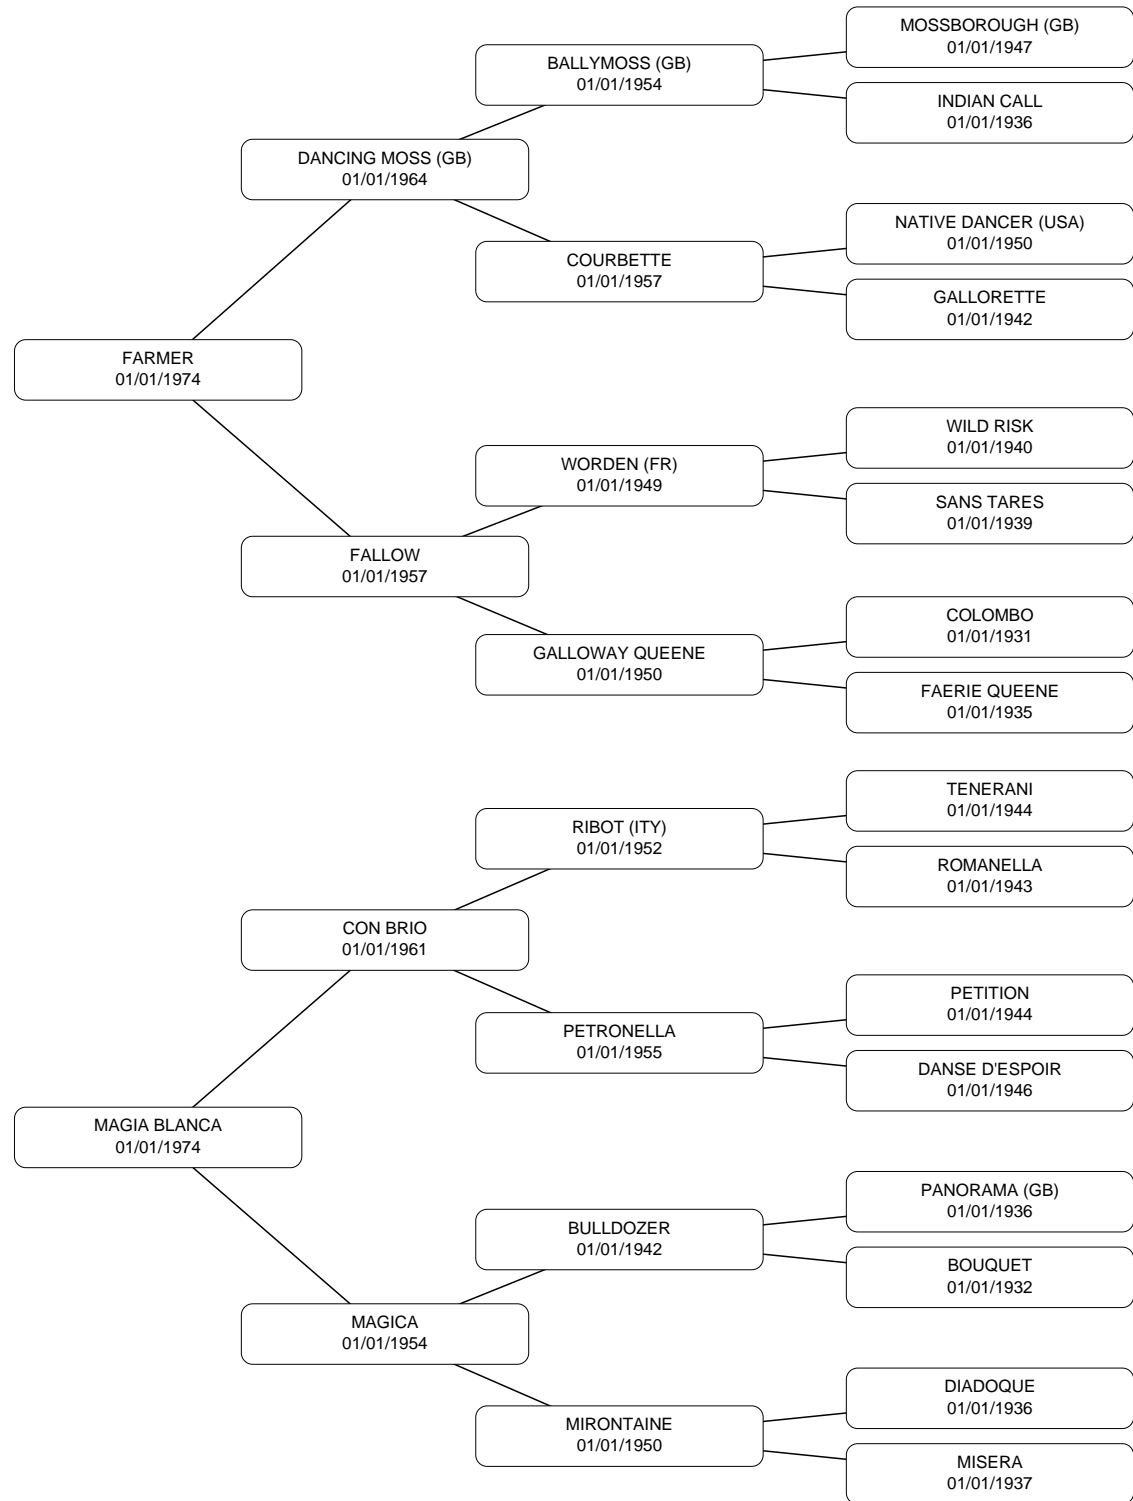 MOSSBOROUGH (GB)
01/01/1947
BALLYMOSS (GB)
01/01/1954
INDIAN CALL
01/01/1936
DANCING MOSS (GB)
01/01/1964
NATIVE DANCER (USA)
01/01/1950
COURBETTE
01/01/1957
GALLORETTE
01/01/1942
FARMER
01/01/1974
WILD RISK
01/01/1940
WORDEN (FR)
01/01/1949
SANS TARES
01/01/1939
FALLOW
01/01/1957
COLOMBO
01/01/1931
GALLOWAY QUEENE
01/01/1950
FAERIE QUEENE
01/01/1935
TENERANI
01/01/1944
RIBOT (ITY)
01/01/1952
ROMANELLA
01/01/1943
CON BRIO
01/01/1961
PETITION
01/01/1944
PETRONELLA
01/01/1955
DANSE D'ESPOIR
01/01/1946
MAGIA BLANCA
01/01/1974
PANORAMA (GB)
01/01/1936
BULLDOZER
01/01/1942
BOUQUET
01/01/1932
MAGICA
01/01/1954
DIADOQUE
01/01/1936
MIRONTAINE
01/01/1950
MISERA
01/01/1937